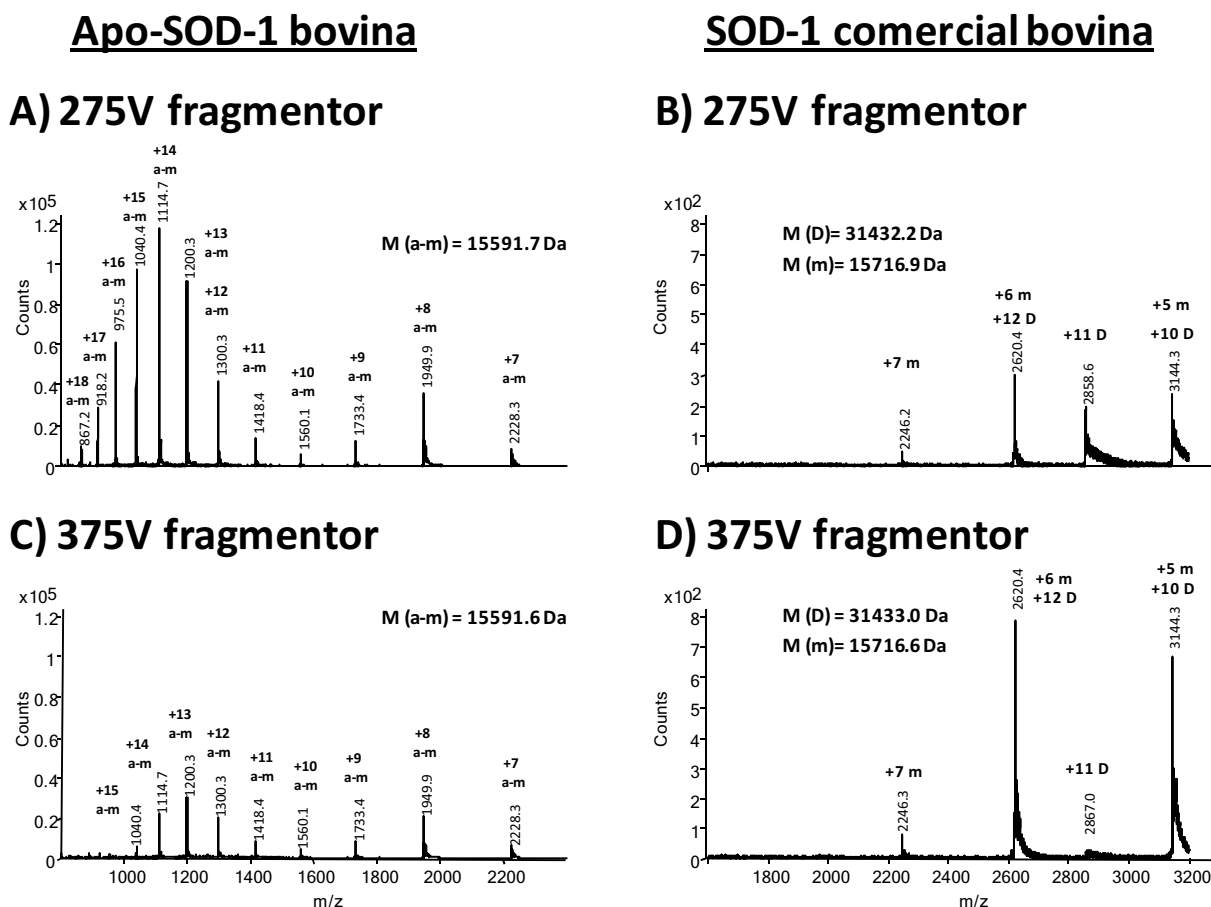 Apo-SOD-1 bovina
SOD-1 comercial bovina
A) 275V fragmentor
x10⁵
Counts
1.2
1
0.8
0.6
0.4
0.2
0
M (a-m) = 15591.7 Da
+18
a-m
867.2
+17
a-m
918.2
+16
a-m
975.5
+15
a-m
1040.4
+14
a-m
1114.7
+13
a-m
1200.3
+12
a-m
1300.3
+11
a-m
1418.4
+10
a-m
1560.1
+9
a-m
1733.4
+8
a-m
1949.9
+7
a-m
2228.3
B) 275V fragmentor
x10²
Counts
8
7
6
5
4
3
2
1
0
M (D)= 31432.2 Da
M (m)= 15716.9 Da
+7 m
2246.2
+6 m
+12 D
2620.4
+11 D
2858.6
+5 m
+10 D
3144.3
C) 375V fragmentor
x10⁵
Counts
1.2
1
0.8
0.6
0.4
0.2
0
M (a-m) = 15591.6 Da
+15
a-m
1040.4
+14
a-m
1114.7
+13
a-m
1200.3
+12
a-m
1300.3
+11
a-m
1418.4
+10
a-m
1560.1
+9
a-m
1733.4
+8
a-m
1949.9
+7
a-m
2228.3
1000 1200 1400 1600 1800 2000 2200
m/z
D) 375V fragmentor
x10²
Counts
8
7
6
5
4
3
2
1
0
M (D) = 31433.0 Da
M (m)= 15716.6 Da
+7 m
2246.3
+6 m
+12 D
2620.4
+11 D
2867.0
+5 m
+10 D
3144.3
1800 2000 2200 2400 2600 2800 3000 3200
m/z